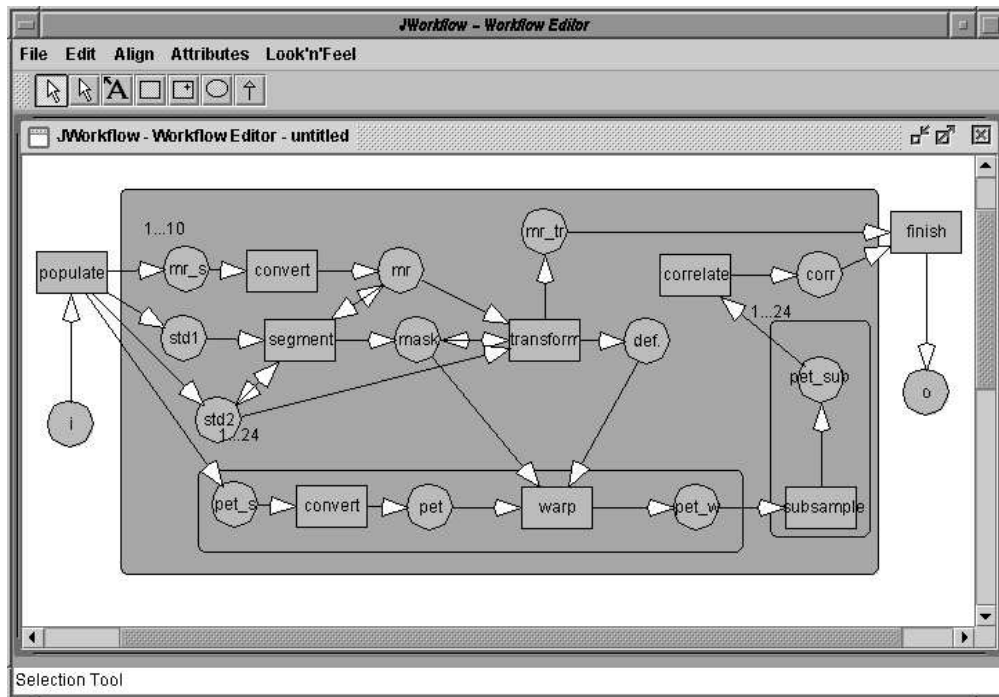 JWorkflow – Workflow Editor
File Edit Align Attributes Look'n'Feel
A
JWorkflow - Workflow Editor - untitled
1...10
mr_tr
finish
populate
mr_s
convert
mr
correlate
corr
1...24
std1
segment
mask
transform
def.
pet_sub
i
std2
1...24
o
pet_s
convert
pet
warp
pet_w
subsample
Selection Tool